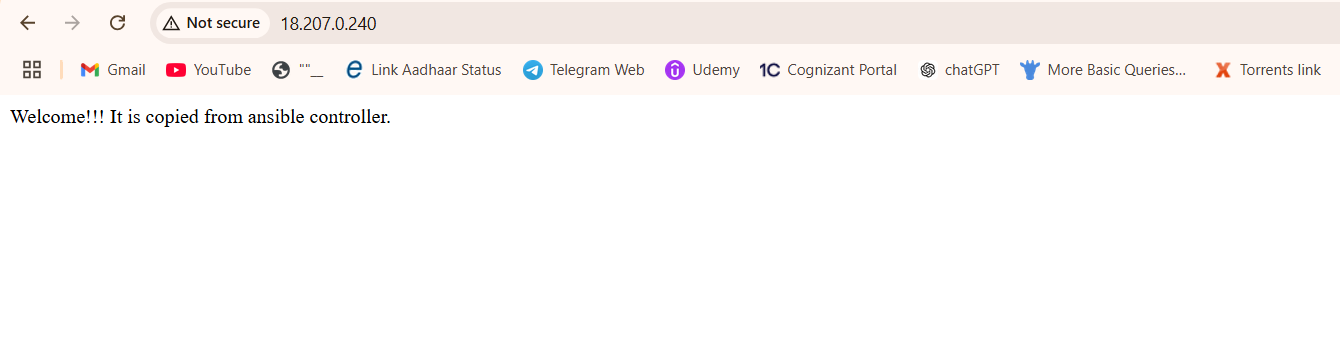 Not secure 18.207.0.240
Gmail YouTube ""__ Link Aadhaar Status Telegram Web Udemy 1C Cognizant Portal chatGPT More Basic Queries... Torrents link
Welcome!!! It is copied from ansible controller.